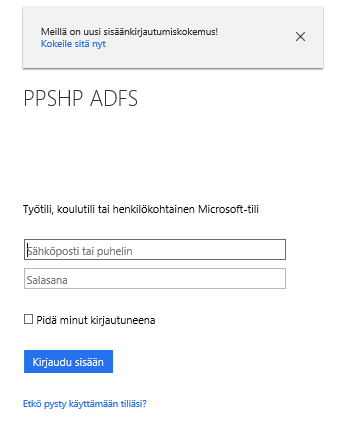 Meillä on uusi sisäänkirjautumiskokemus!
Kokeile sitä nyt
PPSHP ADFS
Työtili, koulutili tai henkilökohtainen Microsoft-tili
Sähköposti tai puhelin
Salasana
Pidä minut kirjautuneena
Kirjaudu sisään
Etkö pysty käyttämään tiliäsi?